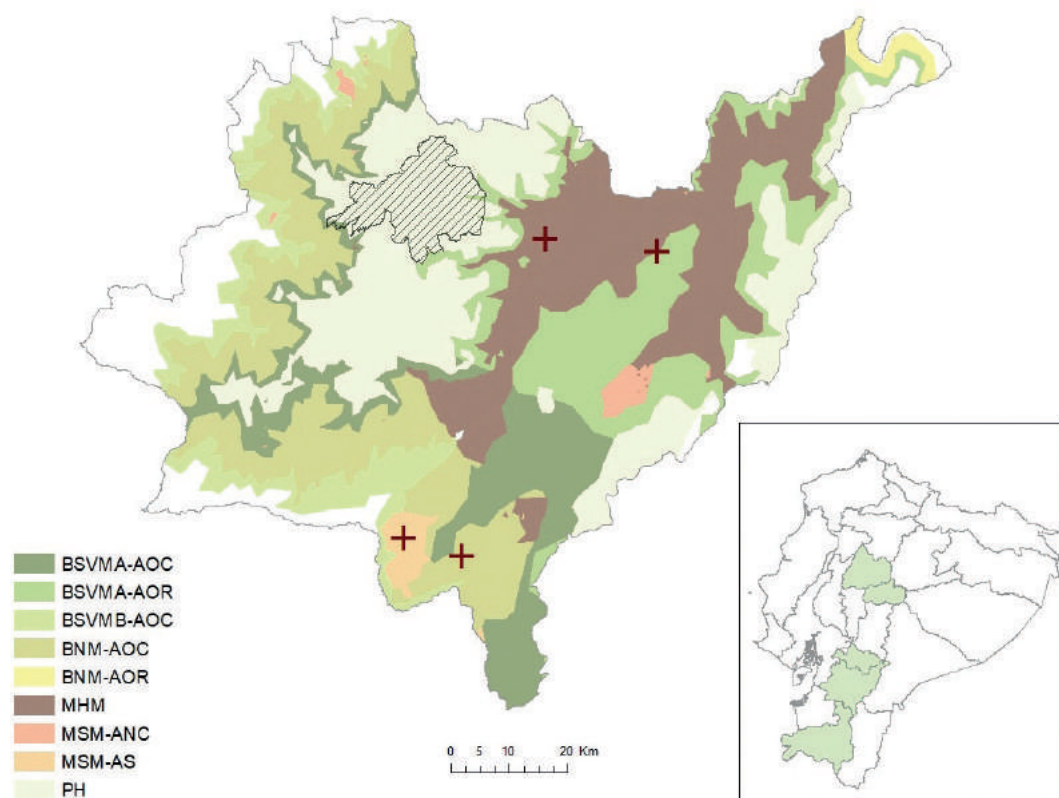 BSVMA-AOC
BSVMA-AOR
BSVMB-AOC
BNM-AOC
BNM-AOR
MHM
MSM-ANC
MSM-AS
PH
0 5 10 20 Km